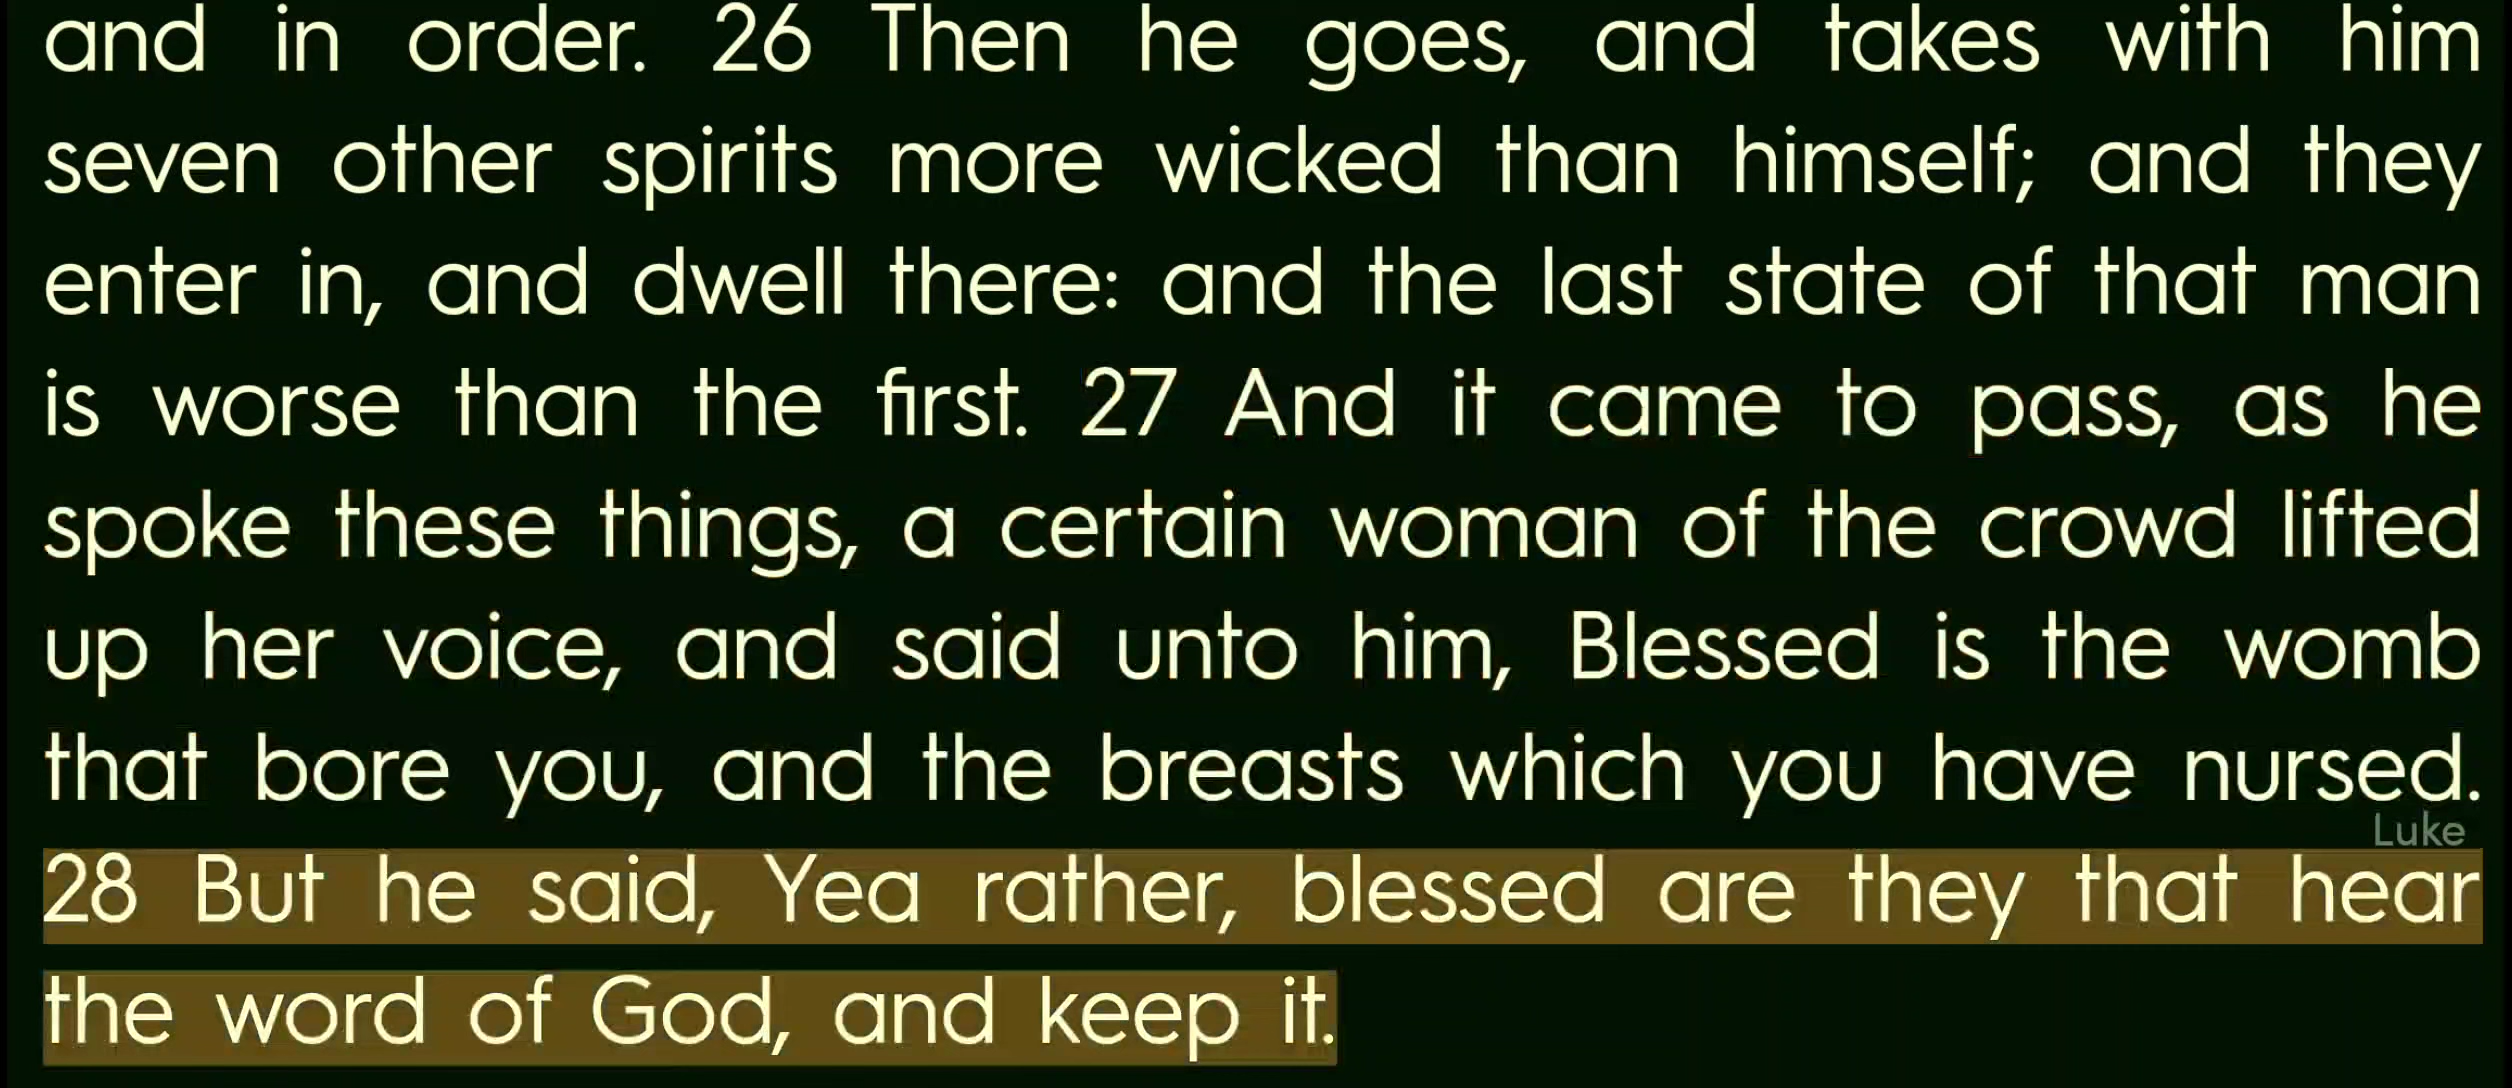 and in order. 26 Then he goes, and takes with him
seven other spirits more wicked than himself; and they
enter in, and dwell there: and the last state of that man
is worse than the first. 27 And it came to pass, as he
spoke these things, a certain woman of the crowd lifted
up her voice, and said unto him, Blessed is the womb
that bore you, and the breasts which you have nursed.
Luke
28 But he said, Yea rather, blessed are they that hear
the word of God, and keep it.